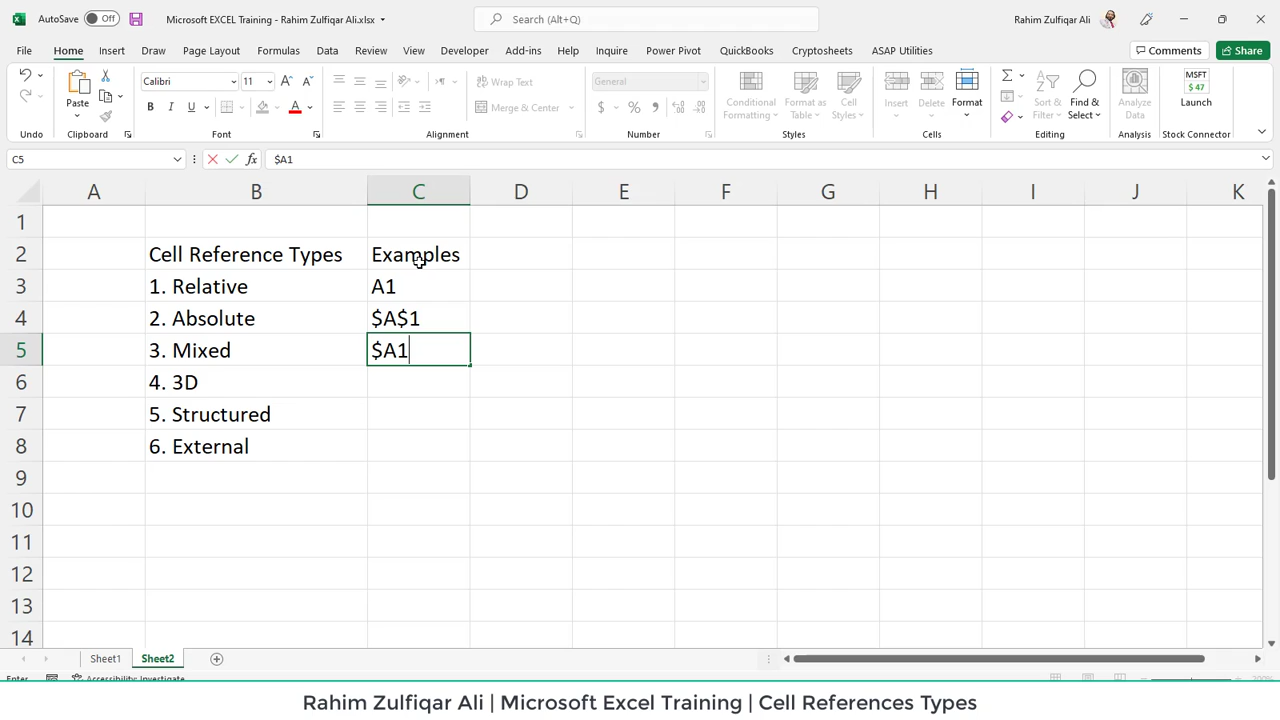 AutoSave Off Microsoft EXCEL Training - Rahim Zulfiqar Ali.xlsx Search (Alt+Q) Rahim Zulfiqar Ali
File Home Insert Draw Page Layout Formulas Data Review View Developer Add-ins Help Inquire Power Pivot QuickBooks Cryptosheets ASAP Utilities Comments Share
Paste Calibri 11 Wrap Text General Conditional Formatting Format as Table Cell Styles Insert Delete Format Sort & Filter Find & Select Analyze Data MSFT $ 47 Launch
B I U Merge & Center $ % 9
Undo Clipboard Font Alignment Number Styles Cells Editing Analysis Stock Connector
C5 fx $A1
A B C D E F G H I J K
1
2 Cell Reference Types Examples
3 1. Relative A1
4 2. Absolute $A$1
5 3. Mixed $A1
6 4. 3D
7 5. Structured
8 6. External
9
10
11
12
13
14
Sheet1 Sheet2
Enter Accessibility: Investigate
Rahim Zulfiqar Ali | Microsoft Excel Training | Cell References Types